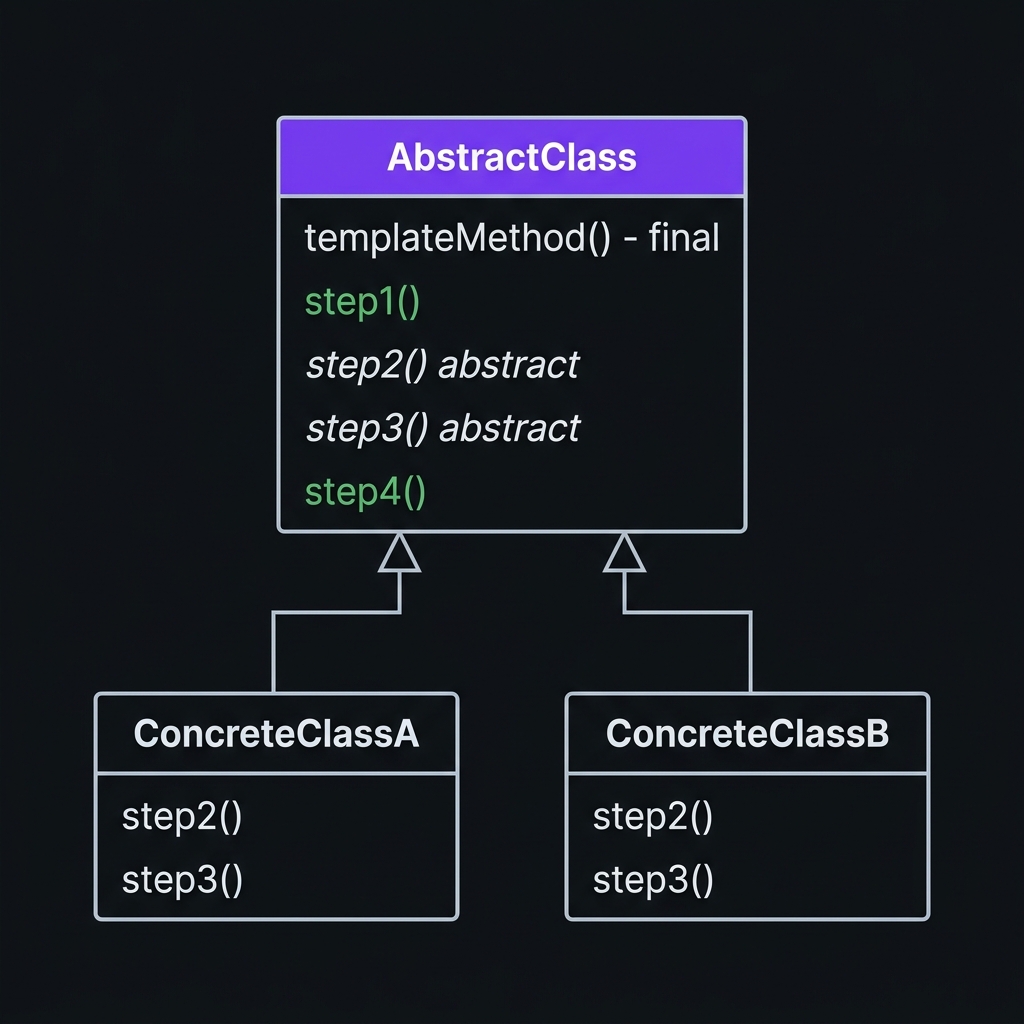 AbstractClass
templateMethod() - final
step1()
step2() abstract
step3() abstract
step4()
ConcreteClassA
step2()
step3()
ConcreteClassB
step2()
step3()